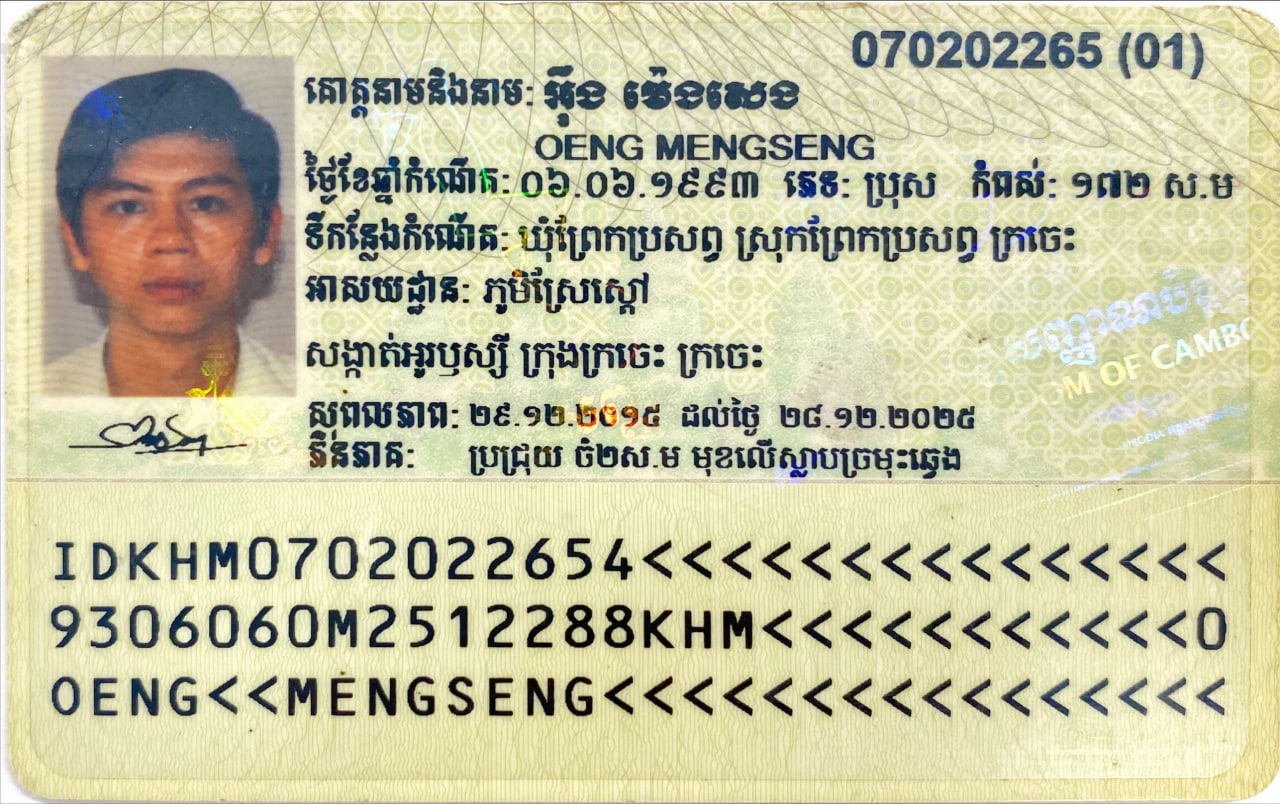 070202265 (01)
គោត្តនាមនិងនាម: អ៊ឹង ម៉េងសេង
OENG MENGSENG
ថ្ងៃខែឆ្នាំកំណើត: ០៦.០៦.១៩៩៣ ភេទ: ប្រុស កំពស់: ១៧២ ស.ម
ទីកន្លែងកំណើត: ឃុំព្រែកប្រសព្វ ស្រុកព្រែកប្រសព្វ ក្រចេះ
អាសយដ្ឋាន: ភូមិស្រែស្ដៅ
សង្កាត់អូរឫស្សី ក្រុងក្រចេះ ក្រចេះ
សុពលភាព: ២៩.១២.២០១៥ ដល់ថ្ងៃ ២៨.១២.២០២៥
ភិនភាគ: ប្រជ្រុយ ចំ២ស.ម មុខលើស្លាបច្រមុះឆ្វេង
OM OF CAMBO
IDKHM0702022654<<<<<<<<<<<<<<<
9306060M2512288KHM<<<<<<<<<<<0
OENG<<MENGSENG<<<<<<<<<<<<<<<<